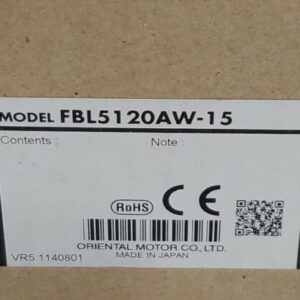 MODEL FBL5120AW-15
Contents : Note :
RoHS CE
ORIENTAL MOTOR CO., LTD.
VR5 1140801 MADE IN JAPAN